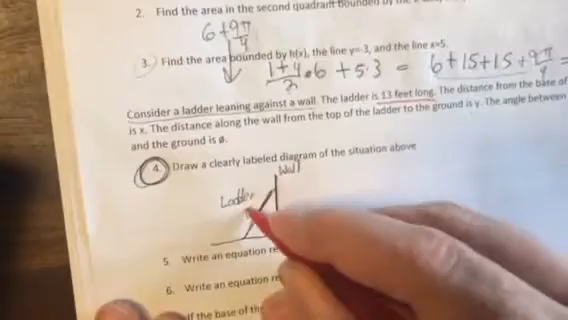 2. Find the area in the second quadrant bounded by
6+9π/4
3. Find the area bounded by h(x), the line y=-3, and the line x=5.
1+4/2 • 6 + 5·3 = 6+15+15+9π/4 =
Consider a ladder leaning against a wall. The ladder is 13 feet long. The distance from the base of
is x. The distance along the wall from the top of the ladder to the ground is y. The angle between
and the ground is ø.
4. Draw a clearly labeled diagram of the situation above
Wall
Ladder
5. Write an equation
6. Write an equation
If the base of the